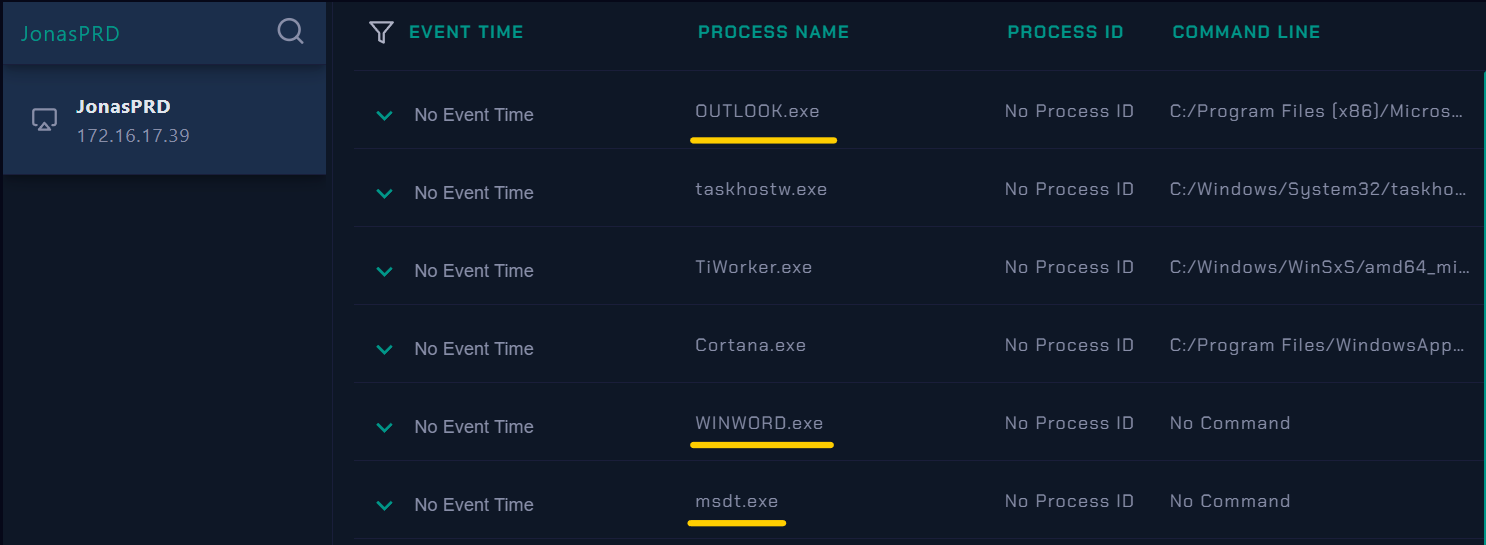 JonasPRD
JonasPRD
172.16.17.39
EVENT TIME PROCESS NAME PROCESS ID COMMAND LINE
No Event Time OUTLOOK.exe No Process ID C:/Program Files (x86)/Micros...
No Event Time taskhostw.exe No Process ID C:/Windows/System32/taskho...
No Event Time TiWorker.exe No Process ID C:/Windows/WinSxS/amd64_mi...
No Event Time Cortana.exe No Process ID C:/Program Files/WindowsApp...
No Event Time WINWORD.exe No Process ID No Command
No Event Time msdt.exe No Process ID No Command